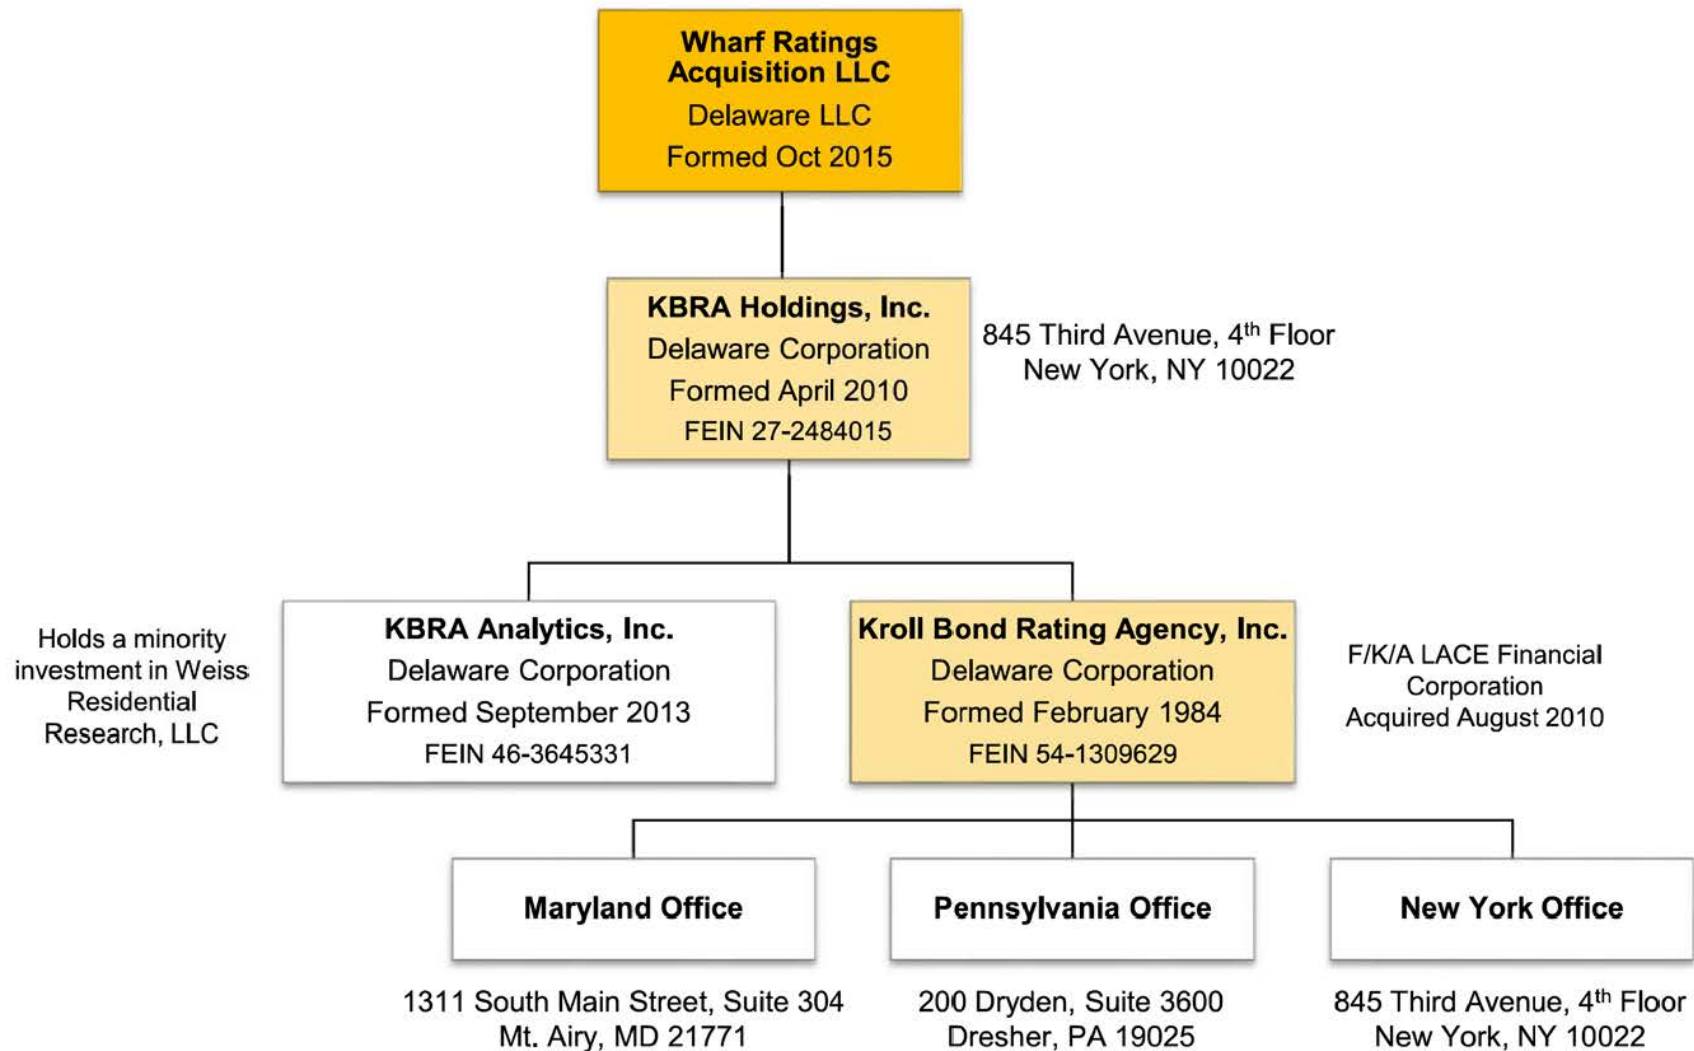 Wharf Ratings
Acquisition LLC
Delaware LLC
Formed Oct 2015
KBRA Holdings, Inc.
Delaware Corporation
Formed April 2010
FEIN 27-2484015
845 Third Avenue, 4th Floor
New York, NY 10022
Holds a minority
investment in Weiss
Residential
Research, LLC
KBRA Analytics, Inc.
Delaware Corporation
Formed September 2013
FEIN 46-3645331
Kroll Bond Rating Agency, Inc.
Delaware Corporation
Formed February 1984
FEIN 54-1309629
F/K/A LACE Financial
Corporation
Acquired August 2010
Maryland Office
1311 South Main Street, Suite 304
Mt. Airy, MD 21771
Pennsylvania Office
200 Dryden, Suite 3600
Dresher, PA 19025
New York Office
845 Third Avenue, 4th Floor
New York, NY 10022